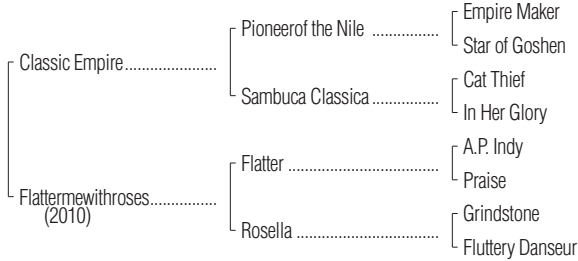 Empire Maker
Pioneerof the Nile ................
Star of Goshen
Classic Empire......................
Cat Thief
Sambuca Classica ................
In Her Glory
A.P. Indy
Flatter ....................................
Praise
Flattermewithroses................
(2010)
Grindstone
Rosella ..................................
Fluttery Danseur